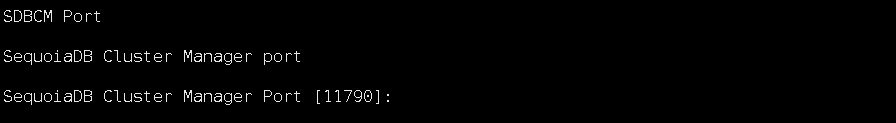 SDBCM Port
SequoiaDB Cluster Manager port
SequoiaDB Cluster Manager Port [11790]: